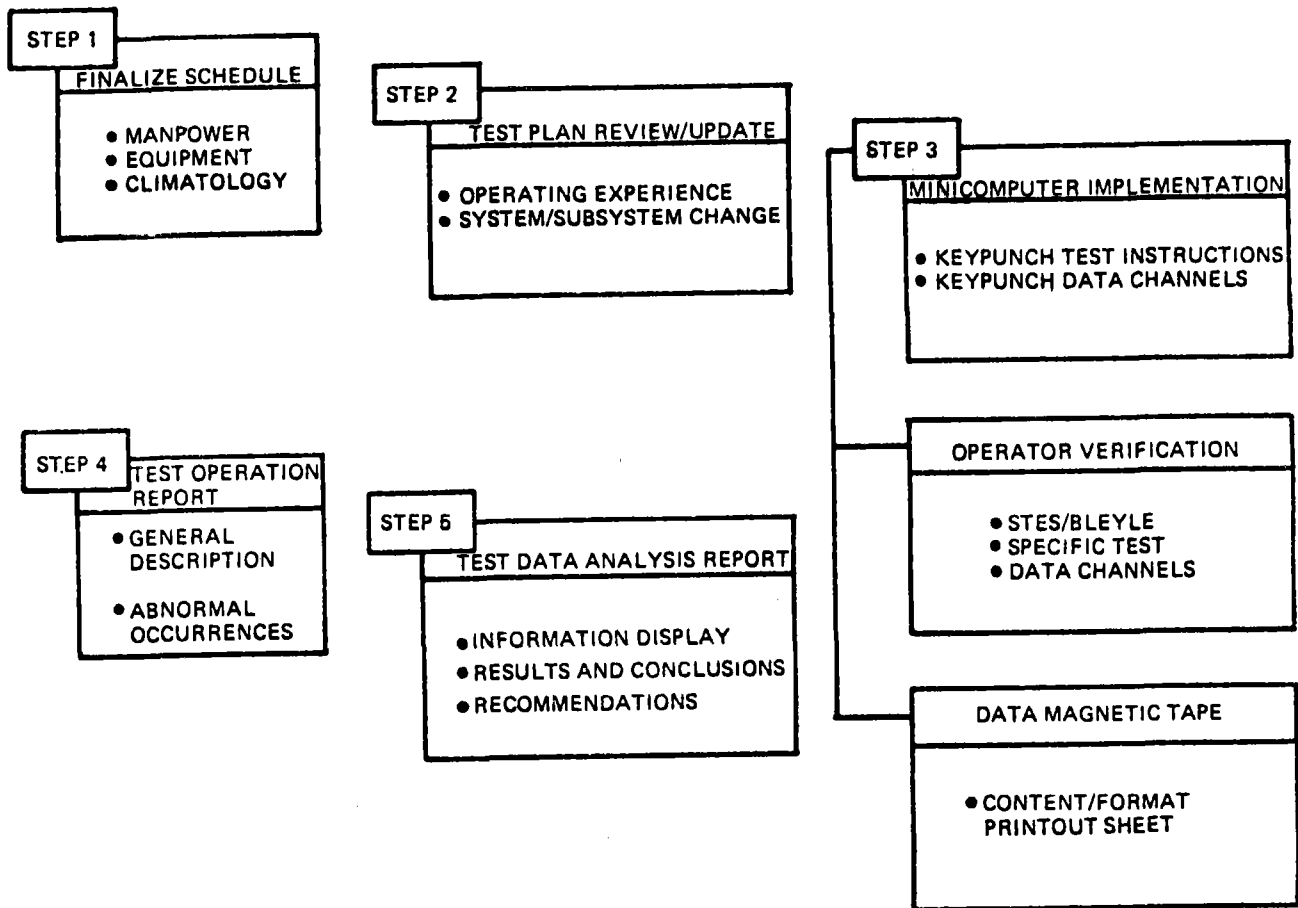 STEP 1
FINALIZE SCHEDULE
● MANPOWER
● EQUIPMENT
● CLIMATOLOGY
STEP 2
TEST PLAN REVIEW/UPDATE
● OPERATING EXPERIENCE
● SYSTEM/SUBSYSTEM CHANGE
STEP 3
MINICOMPUTER IMPLEMENTATION
● KEYPUNCH TEST INSTRUCTIONS
● KEYPUNCH DATA CHANNELS
OPERATOR VERIFICATION
● STES/BLEYLE
● SPECIFIC TEST
● DATA CHANNELS
DATA MAGNETIC TAPE
● CONTENT/FORMAT
PRINTOUT SHEET
STEP 4
TEST OPERATION
REPORT
● GENERAL
DESCRIPTION
● ABNORMAL
OCCURRENCES
STEP 5
TEST DATA ANALYSIS REPORT
● INFORMATION DISPLAY
● RESULTS AND CONCLUSIONS
● RECOMMENDATIONS